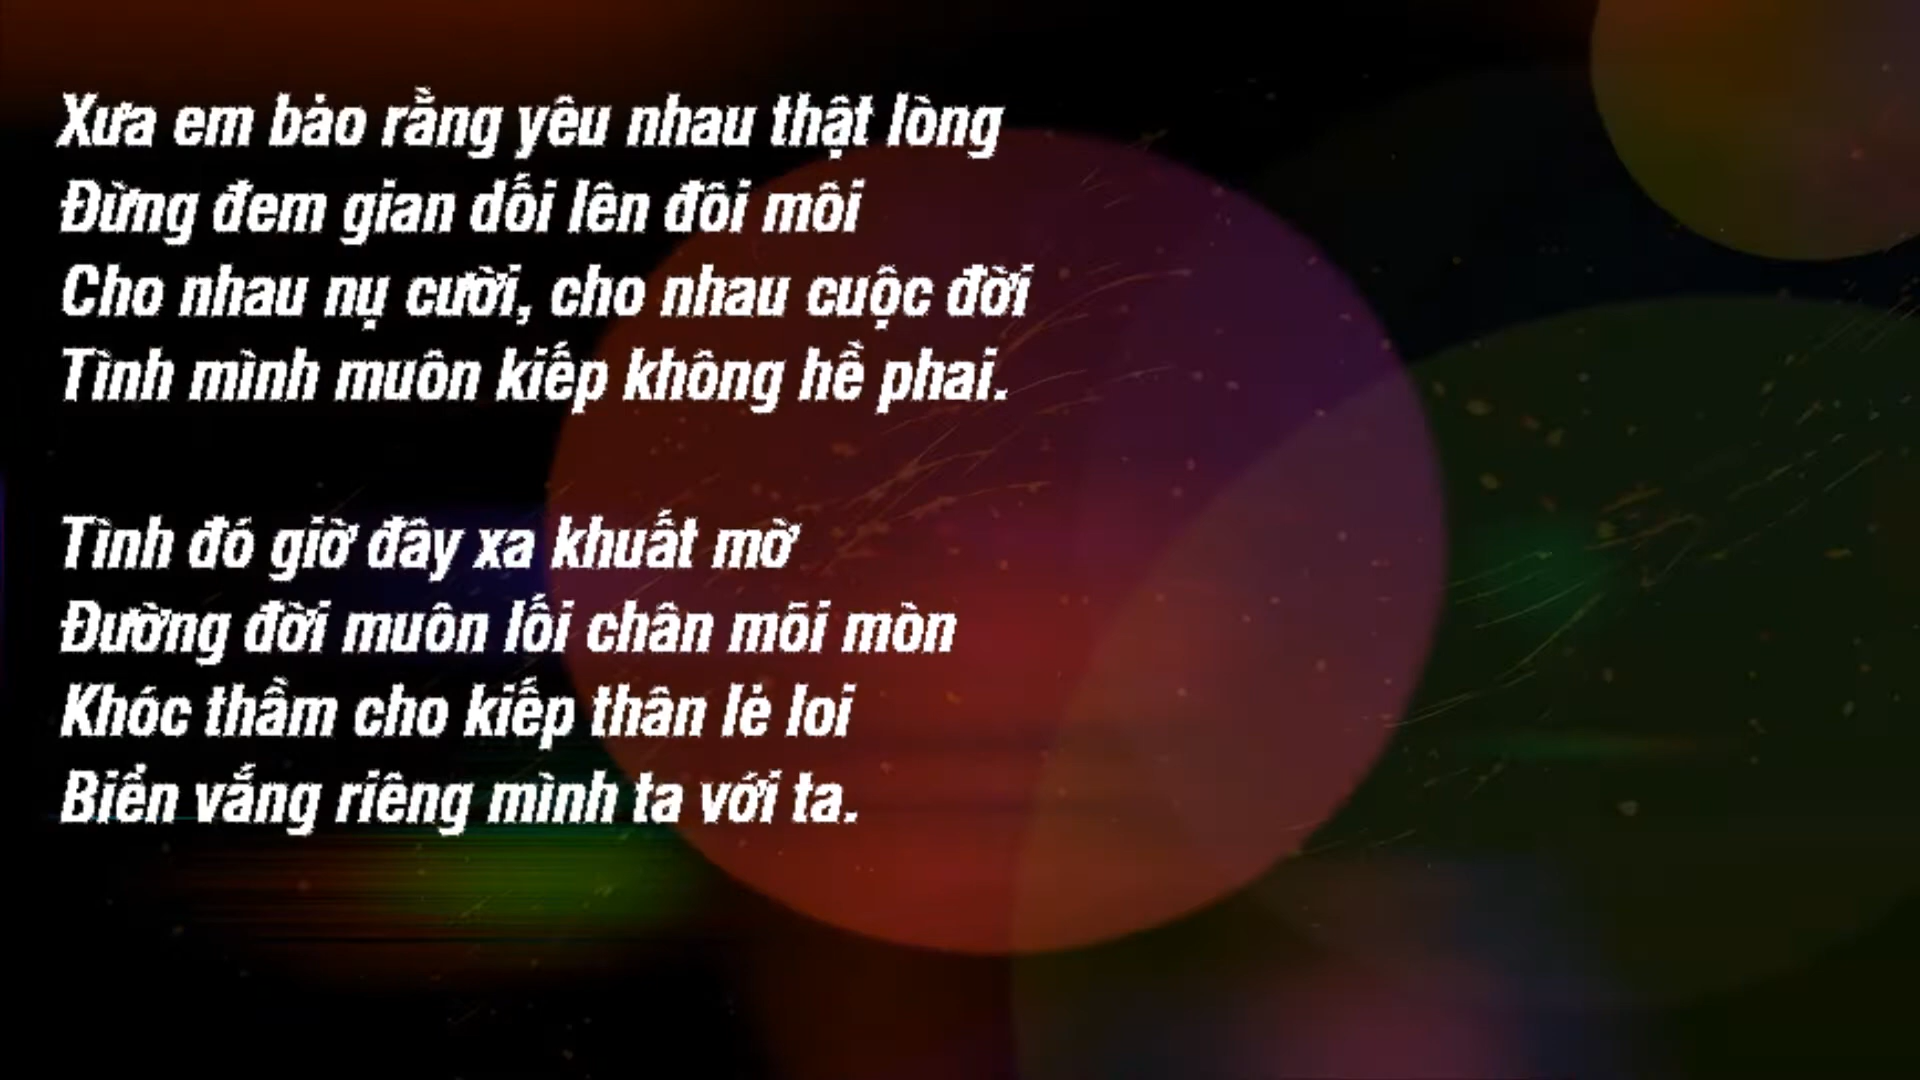 Xưa em bảo rằng yêu nhau thật lòng
Đừng đem gian dối lên đôi môi
Cho nhau nụ cười, cho nhau cuộc đời
Tình mình muôn kiếp không hề phai.
Tình đó giờ đây xa khuất mờ
Đường đời muôn lối chân mõi mòn
Khóc thầm cho kiếp thân lẻ loi
Biển vắng riêng mình ta với ta.